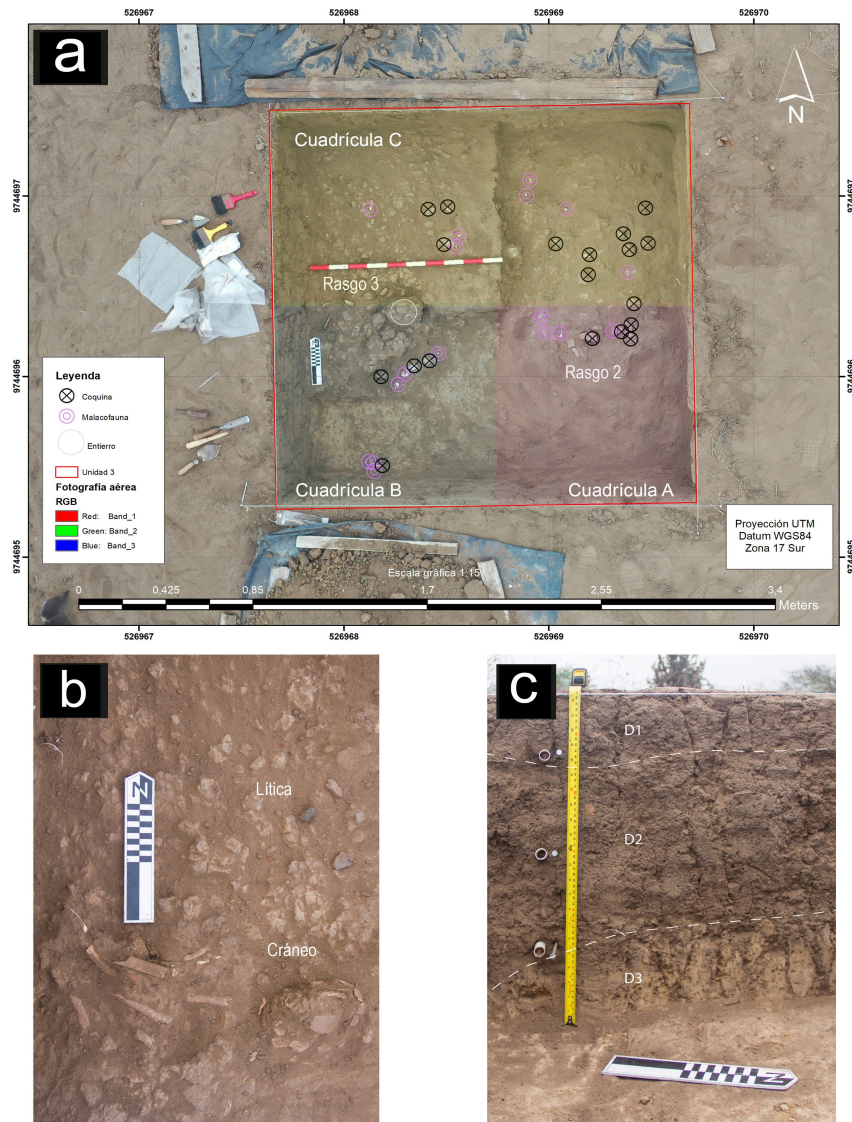 a
526967
526968
526969
526970
9744697
9744696
9744695
9744697
9744696
9744695
N
Cuadrícula C
Rasgo 3
Rasgo 2
Cuadrícula B
Cuadrícula A
Leyenda
Coquina
Malacofauna
Entierro
Unidad 3
Fotografía aérea
RGB
Red: Band_1
Green: Band_2
Blue: Band_3
Proyección UTM
Datum WGS84
Zona 17 Sur
Escala gráfica 1:15
0 0,425 0,85 1.7 2.55 3.4
Meters
526967
526968
526969
526970
b
N
Lítica
Cráneo
c
D1
D2
D3
N